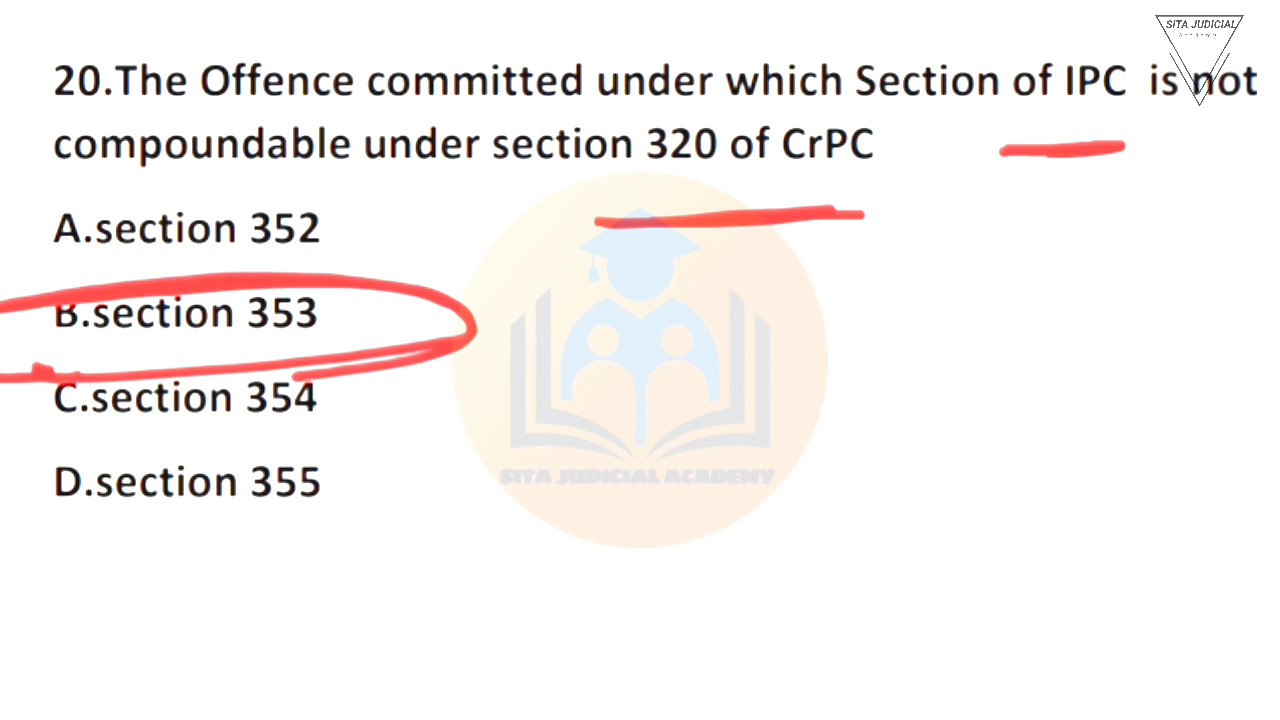 SITA JUDICIAL
Academy
20.The Offence committed under which Section of IPC is not
compoundable under section 320 of CrPC
A.section 352
B.section 353
C.section 354
D.section 355
SITA JUDICIAL ACADEMY